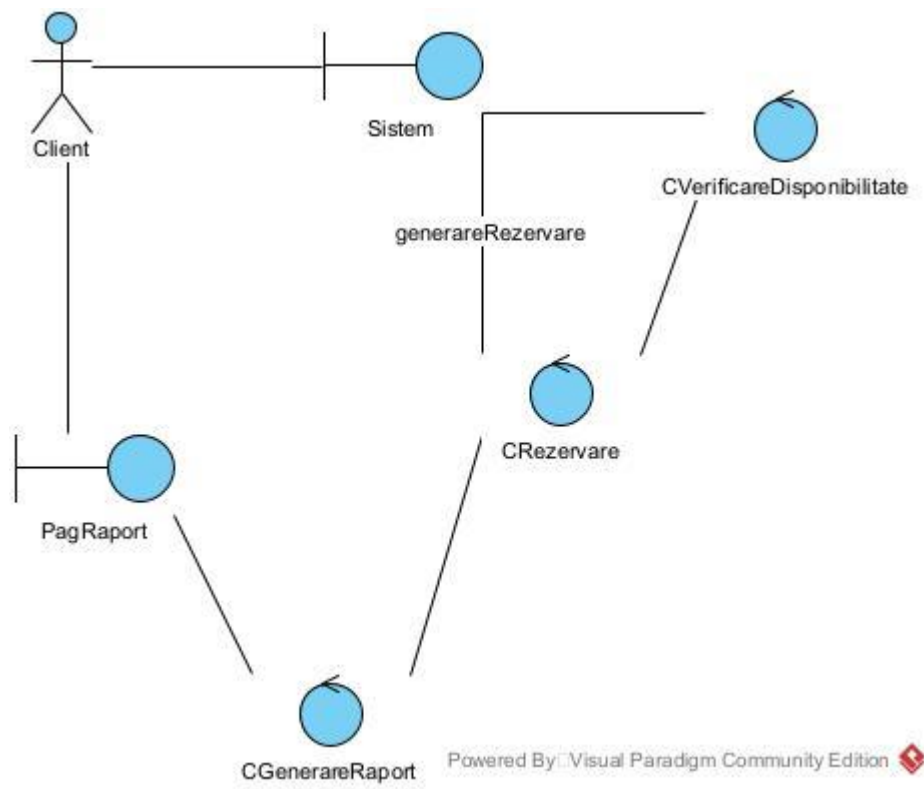 Client
Sistem
CVerificareDisponibilitate
generareRezervare
CRezervare
PagRaport
CGenerareRaport
Powered By Visual Paradigm Community Edition